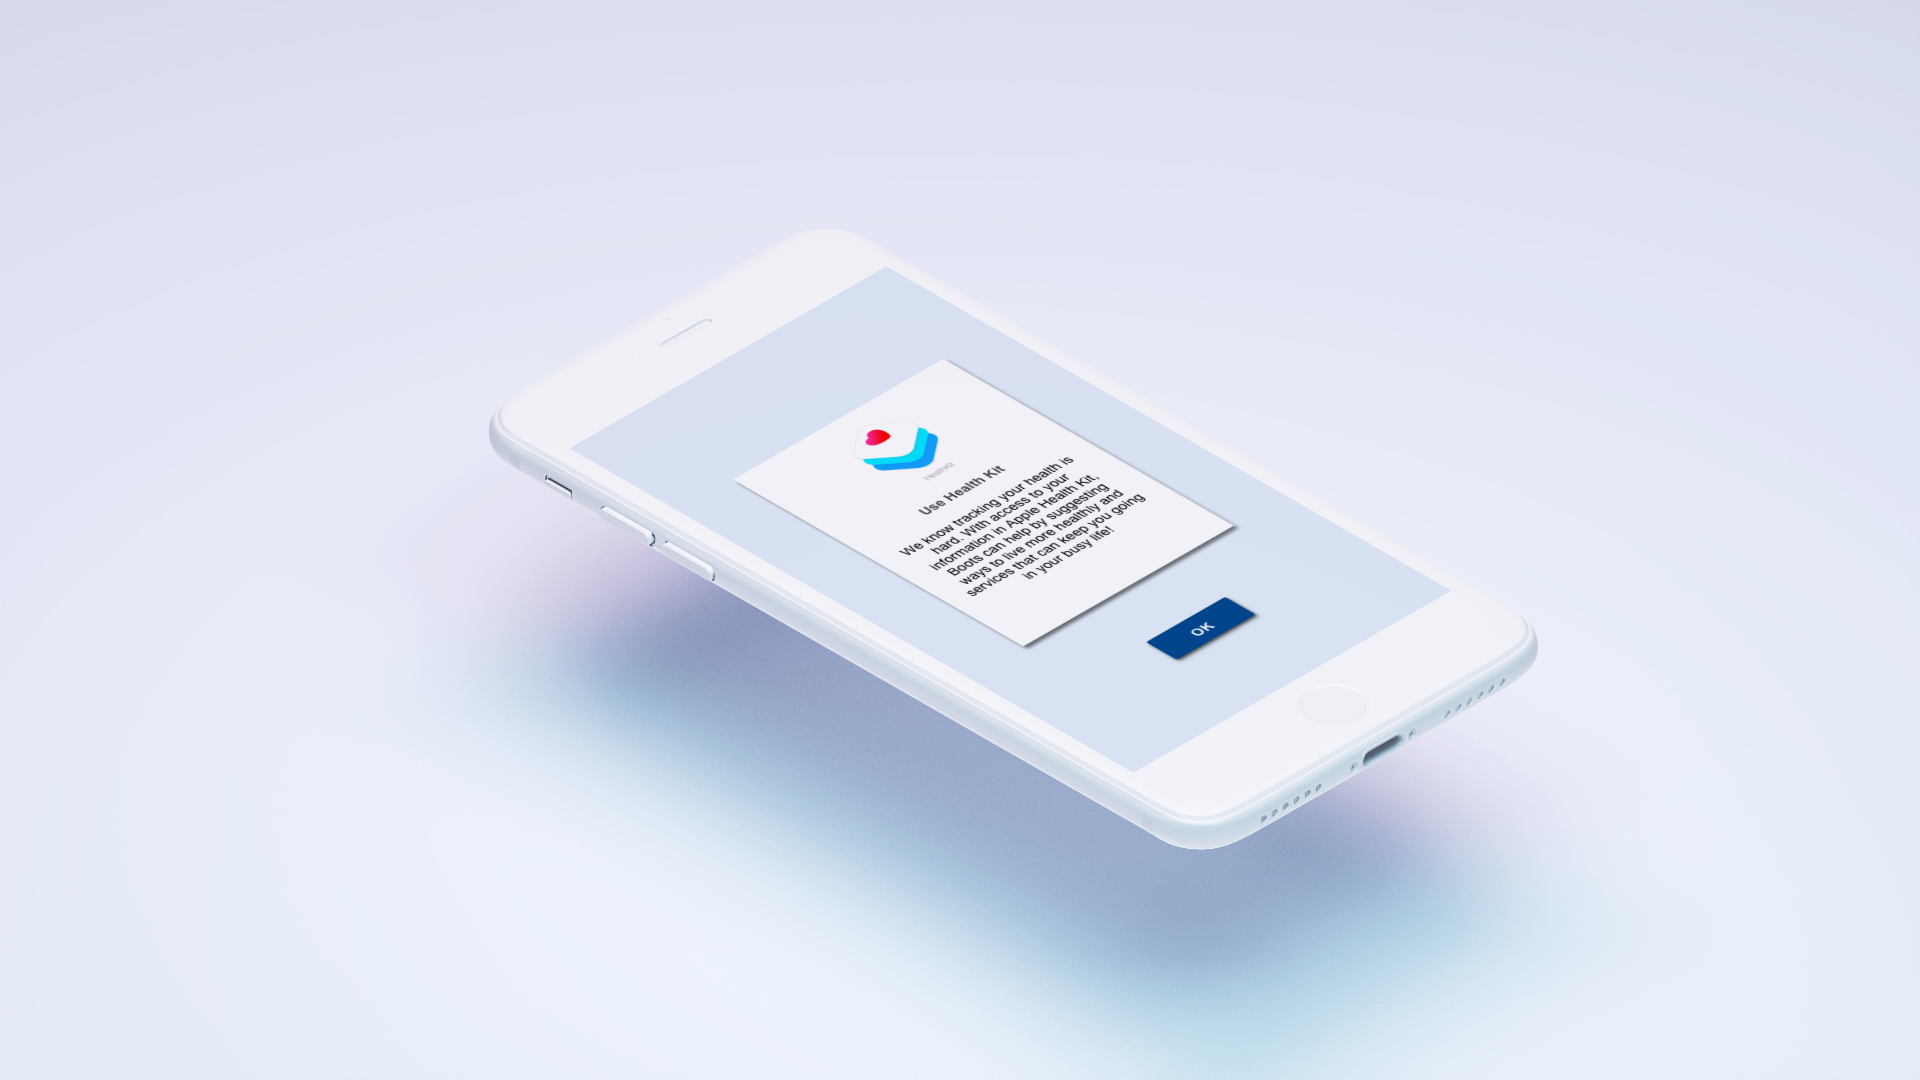 HealthKit
Use Health Kit
We know tracking your health is
hard. With access to your
information in Apple Health Kit,
Boots can help by suggesting
ways to live more healthly and
services that can keep you going
in your busy life!
OK